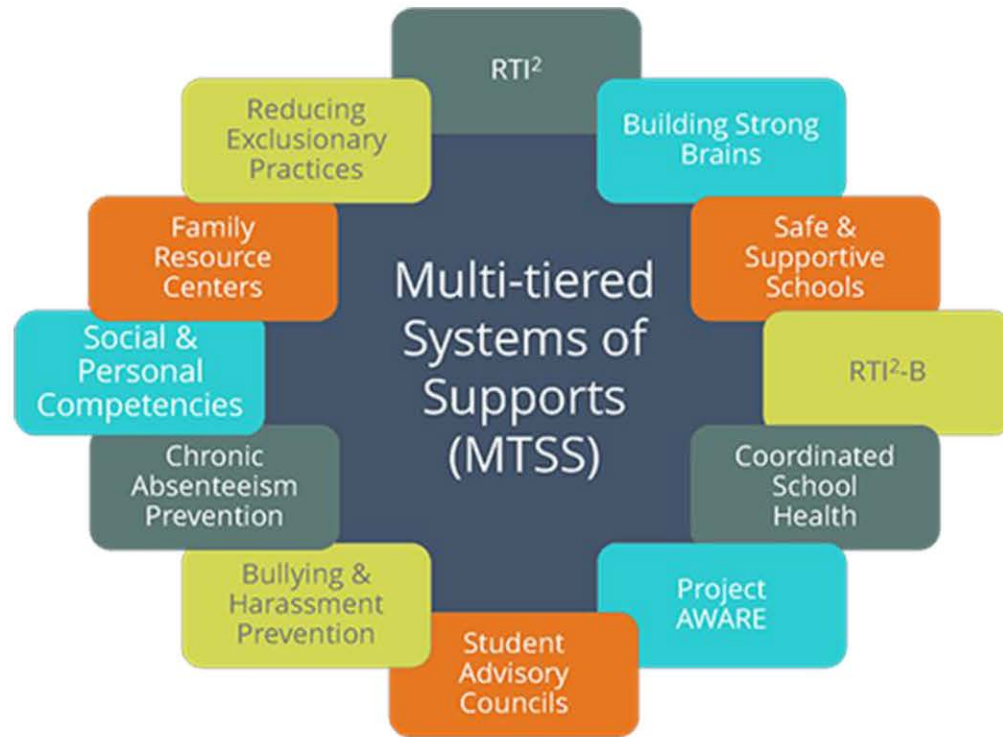 RTI²
Reducing
Exclusionary
Practices
Building Strong
Brains
Family
Resource
Centers
Safe &
Supportive
Schools
Multi-tiered
Systems of
Supports
(MTSS)
Social &
Personal
Competencies
RTI²-B
Chronic
Absenteeism
Prevention
Coordinated
School
Health
Bullying &
Harassment
Prevention
Project
AWARE
Student
Advisory
Councils